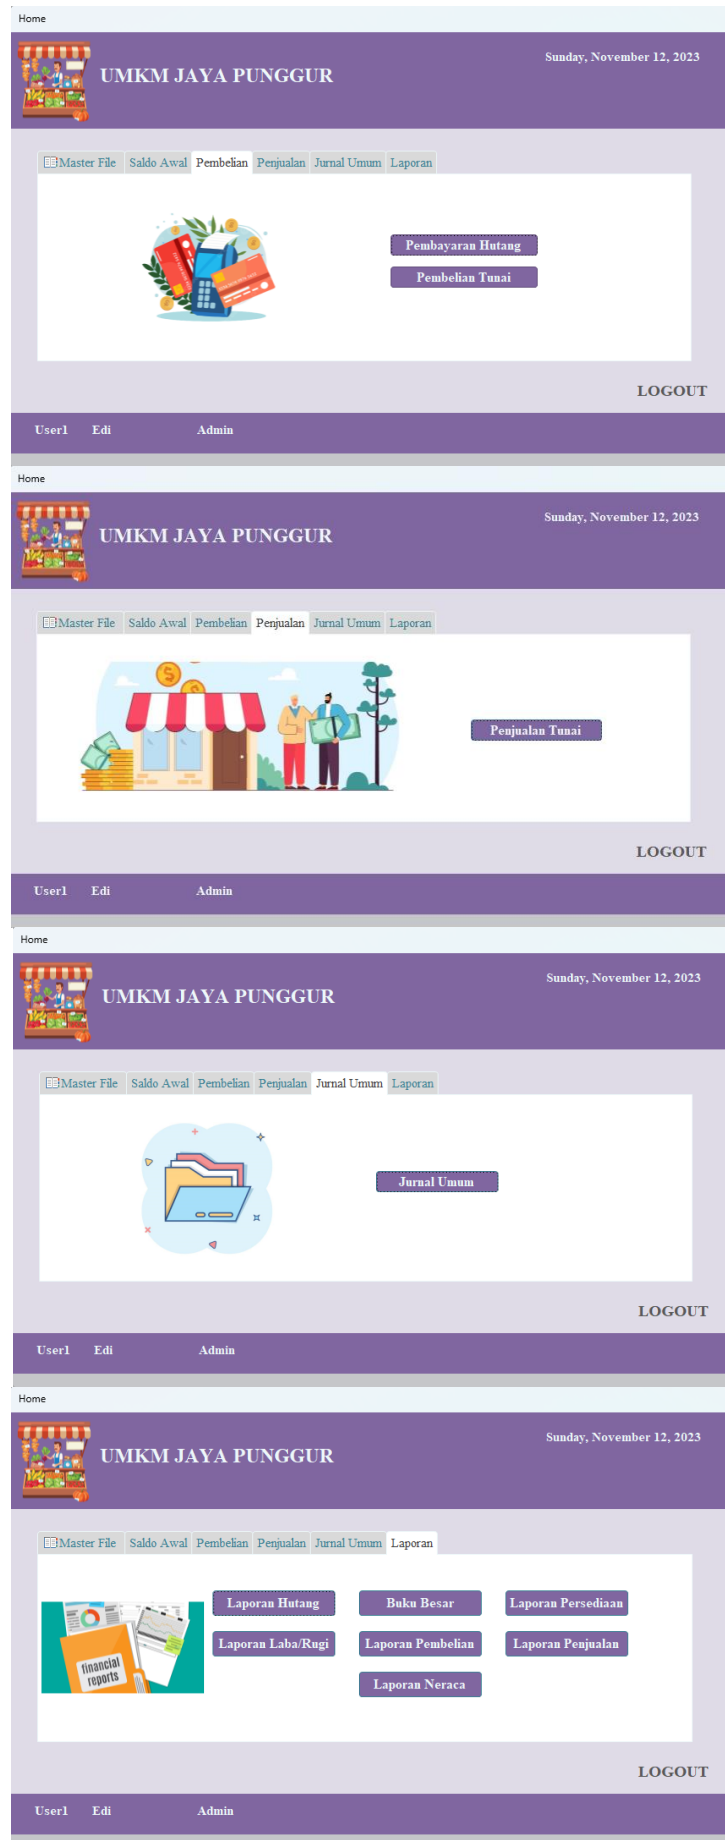 Home
UMKM JAYA PUNGGUR
Sunday, November 12, 2023
Master File Saldo Awal Pembelian Penjualan Jurnal Umum Laporan
Pembayaran Hutang
Pembelian Tunai
LOGOUT
User1 Edi Admin
Home
UMKM JAYA PUNGGUR
Sunday, November 12, 2023
Master File Saldo Awal Pembelian Penjualan Jurnal Umum Laporan
Penjualan Tunai
LOGOUT
User1 Edi Admin
Home
UMKM JAYA PUNGGUR
Sunday, November 12, 2023
Master File Saldo Awal Pembelian Penjualan Jurnal Umum Laporan
Jurnal Umum
LOGOUT
User1 Edi Admin
Home
UMKM JAYA PUNGGUR
Sunday, November 12, 2023
Master File Saldo Awal Pembelian Penjualan Jurnal Umum Laporan
financial
reports
Laporan Hutang Buku Besar Laporan Persediaan
Laporan Laba/Rugi Laporan Pembelian Laporan Penjualan
Laporan Neraca
LOGOUT
User1 Edi Admin